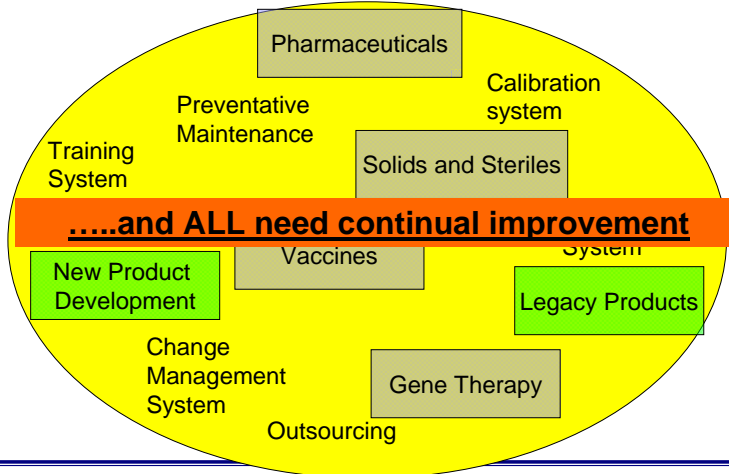 Pharmaceuticals
Calibration
system
Preventative
Maintenance
Training
System
Solids and Steriles
…..and ALL need continual improvement
System
Vaccines
New Product
Development
Legacy Products
Change
Management
System
Gene Therapy
Outsourcing